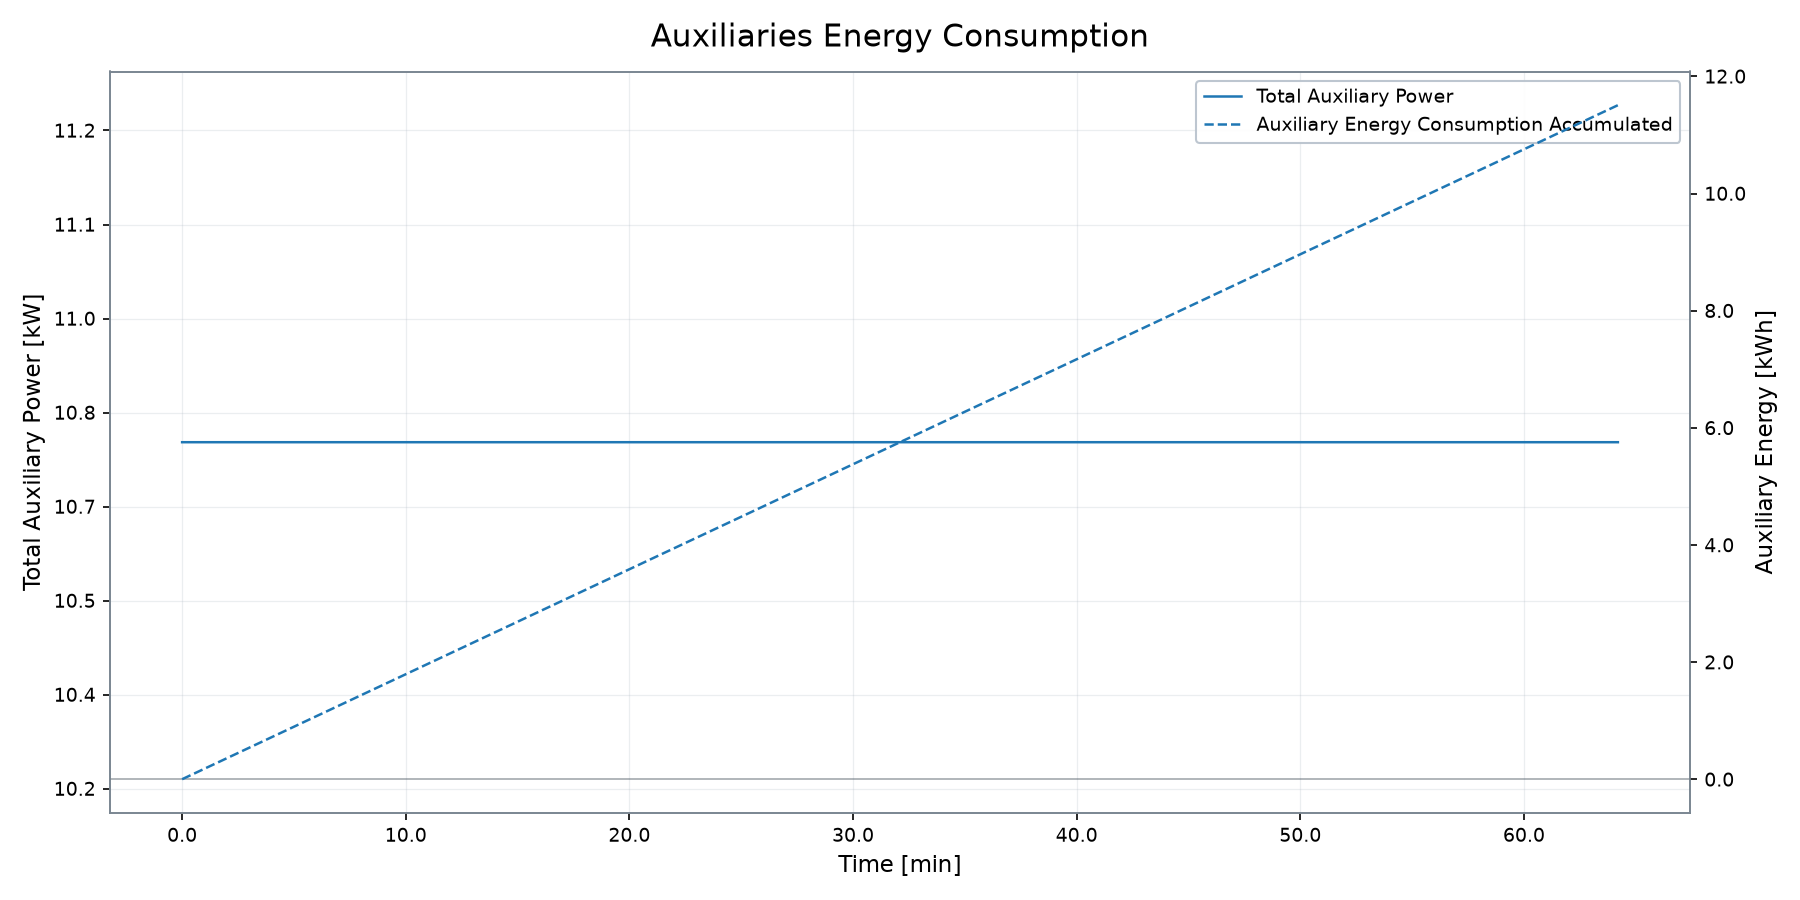 Auxiliaries Energy Consumption
Total Auxiliary Power
Auxiliary Energy Consumption Accumulated
Total Auxiliary Power [kW]
11.2
11.1
11.0
10.8
10.7
10.5
10.4
10.2
Auxiliary Energy [kWh]
12.0
10.0
8.0
6.0
4.0
2.0
0.0
0.0 10.0 20.0 30.0 40.0 50.0 60.0
Time [min]